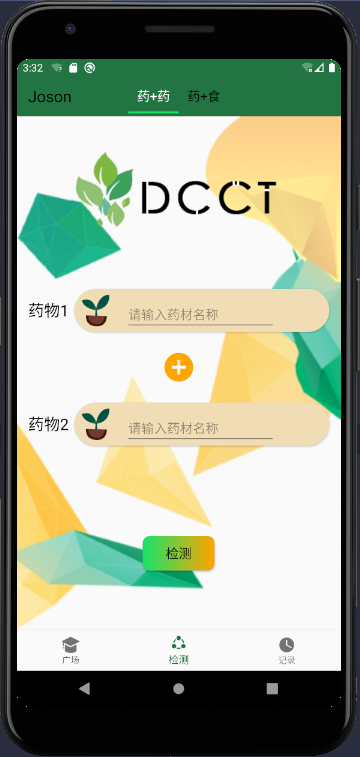 3:32
Joson 药+药 药+食
DCCT
药物1 请输入药材名称
药物2 请输入药材名称
检测
广场 检测 记录